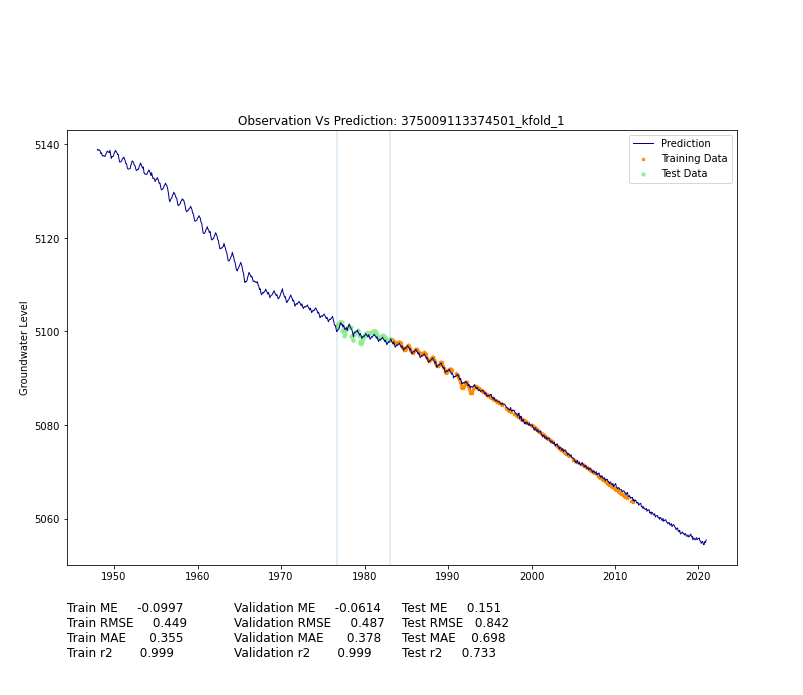 Observation Vs Prediction: 375009113374501_kfold_1
Prediction
Training Data
Test Data
Groundwater Level
5140
5120
5100
5080
5060
1950 1960 1970 1980 1990 2000 2010 2020
Train ME -0.0997 Validation ME -0.0614 Test ME 0.151
Train RMSE 0.449 Validation RMSE 0.487 Test RMSE 0.842
Train MAE 0.355 Validation MAE 0.378 Test MAE 0.698
Train r2 0.999 Validation r2 0.999 Test r2 0.733